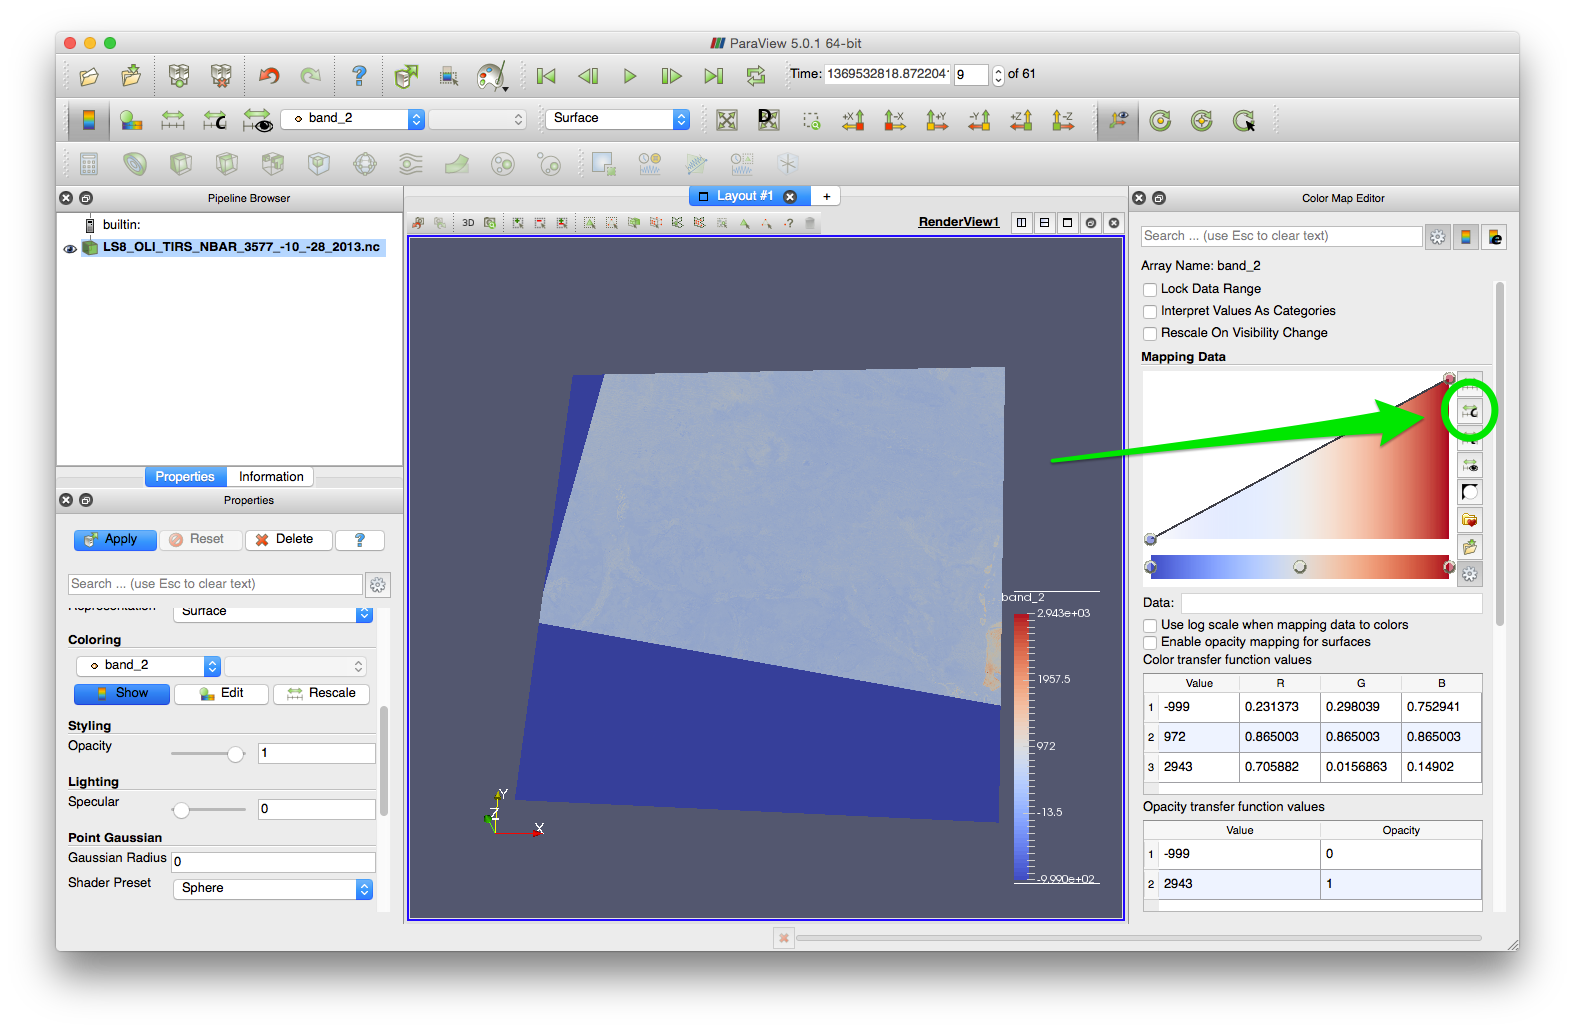 ParaView 5.0.1 64-bit
Time: 1369532818.872204 9 of 61
band_2 Surface
+X -X +Y -Y +Z -Z
Pipeline Browser
builtin:
LS8_OLI_TIRS_NBAR_3577_-10_-28_2013.nc
Properties Information
Properties
Apply Reset Delete ?
Search ... (use Esc to clear text)
Representation Surface
Coloring
band_2
Show Edit Rescale
Styling
Opacity 1
Lighting
Specular 0
Point Gaussian
Gaussian Radius 0
Shader Preset Sphere
Layout #1 +
3D RenderView1
band_2
2.943e+03
1957.5
972
-13.5
-9.990e+02
Y
Z
X
Color Map Editor
Search ... (use Esc to clear text)
Array Name: band_2
Lock Data Range
Interpret Values As Categories
Rescale On Visibility Change
Mapping Data
Data:
Use log scale when mapping data to colors
Enable opacity mapping for surfaces
Color transfer function values
Value R G B
1 -999 0.231373 0.298039 0.752941
2 972 0.865003 0.865003 0.865003
3 2943 0.705882 0.0156863 0.14902
Opacity transfer function values
Value Opacity
1 -999 0
2 2943 1